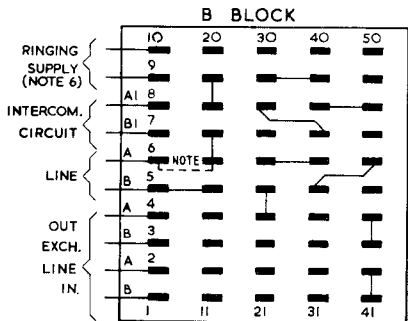 B BLOCK
10 20 30 40 50
RINGING
SUPPLY 9
(NOTE 6)
A1 8
INTERCOM.
B1 7
CIRCUIT
A 6 NOTE
LINE
B 5
A 4
OUT
B 3
EXCH.
A 2
LINE
IN. B
1 11 21 31 41